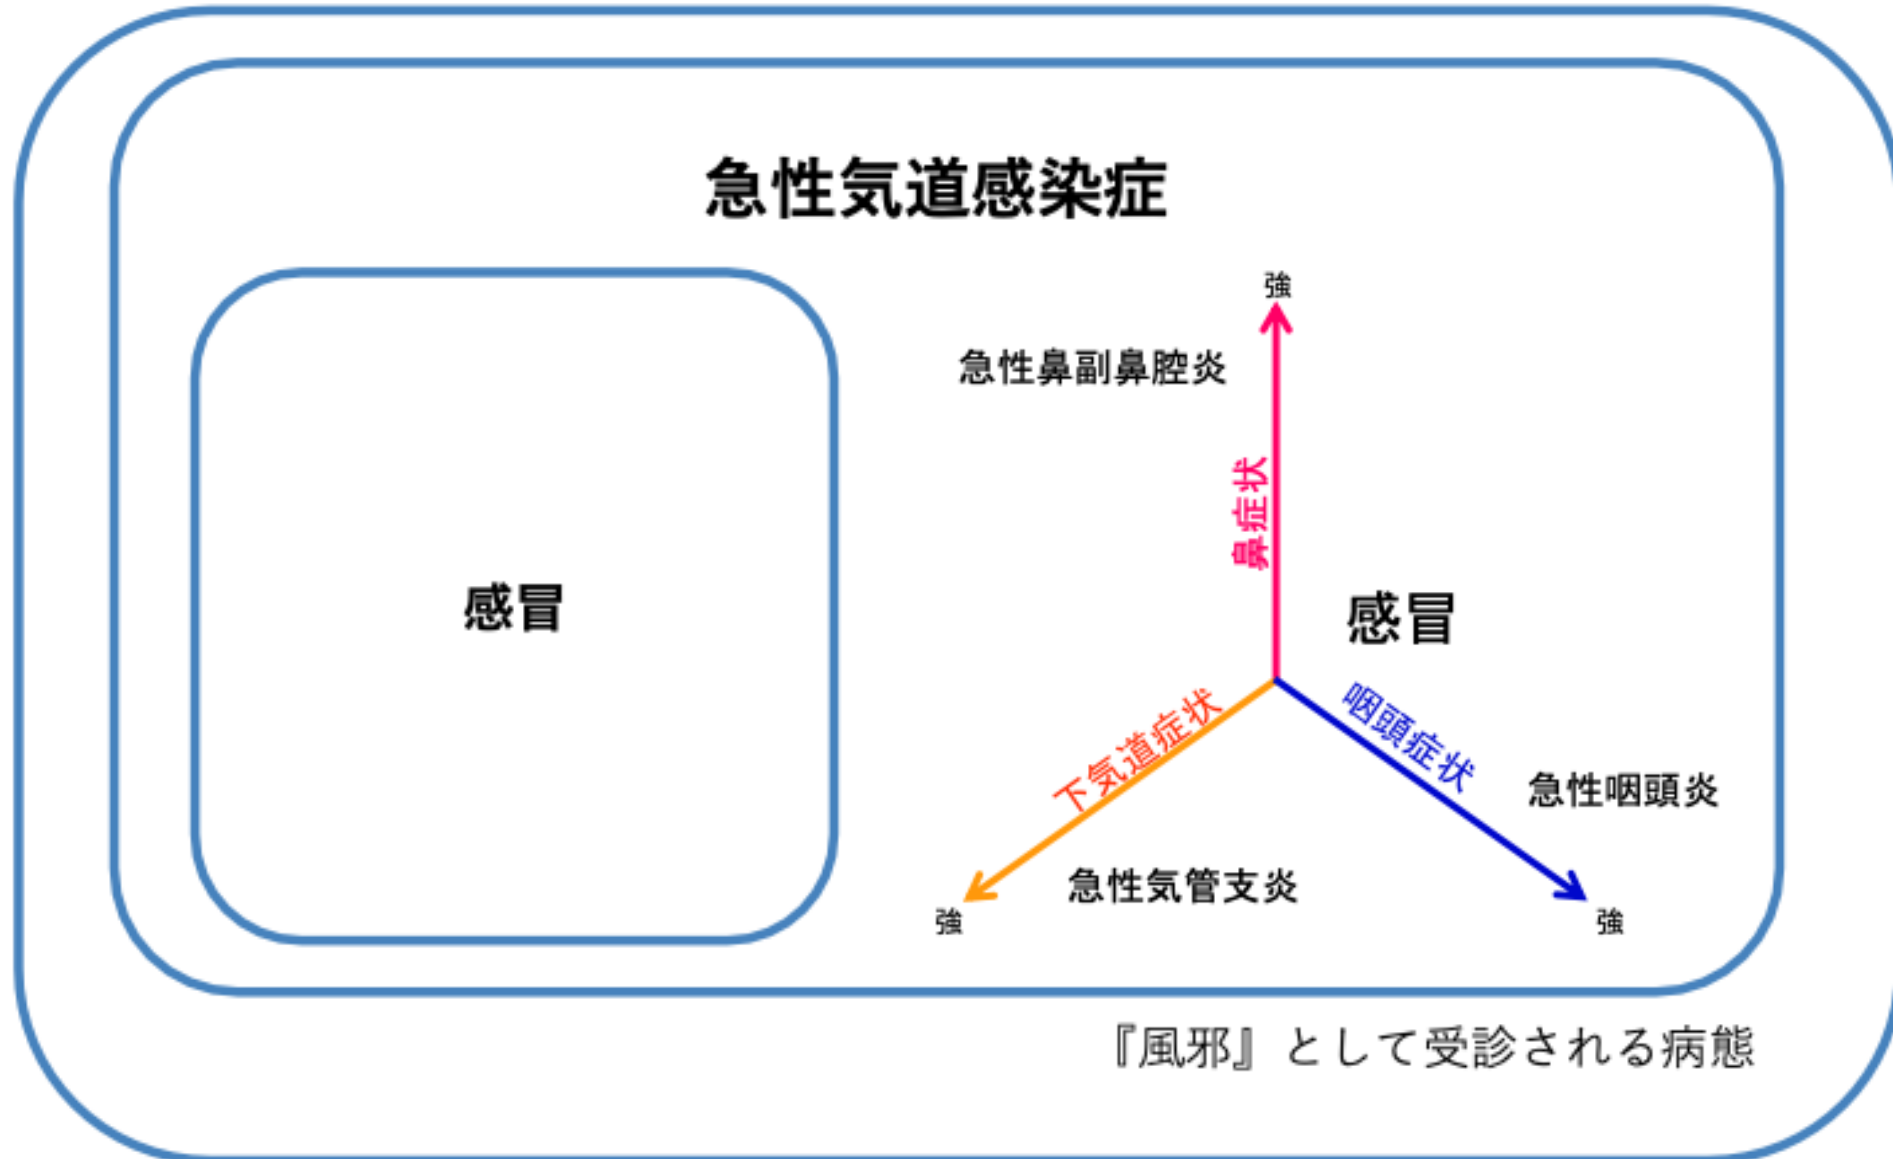 急性気道感染症
強
急性鼻副鼻腔炎
鼻症状
感冒
感冒
下気道症状
咽頭症状
急性咽頭炎
急性気管支炎
強
強
『風邪』として受診される病態